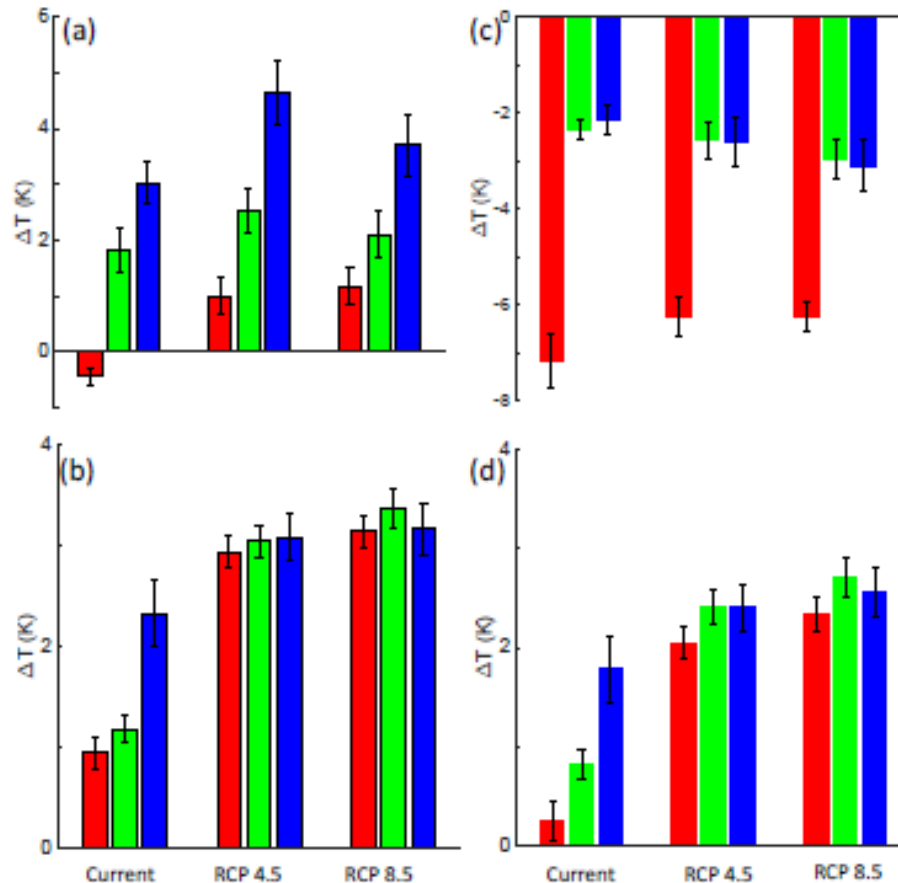 (a)
6
4
2
0
ΔT (K)
(c)
0
-2
-4
-6
-8
ΔT (K)
(b)
4
2
0
ΔT (K)
Current RCP 4.5 RCP 8.5
(d)
4
2
0
ΔT (K)
Current RCP 4.5 RCP 8.5